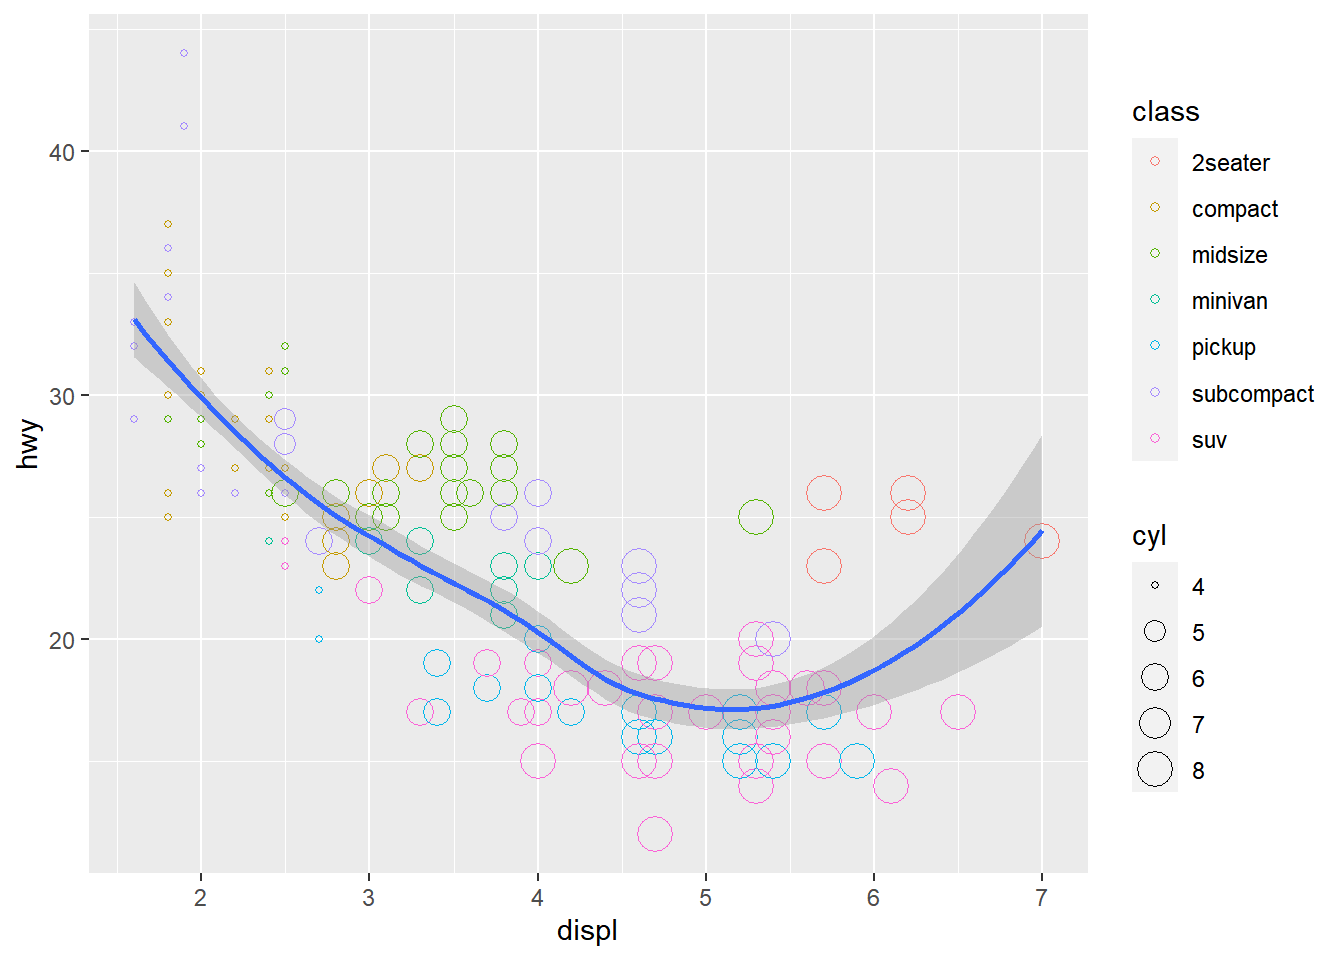 hwy
40
30
20
2
3
4
5
6
7
displ
class
2seater
compact
midsize
minivan
pickup
subcompact
suv
cyl
4
5
6
7
8